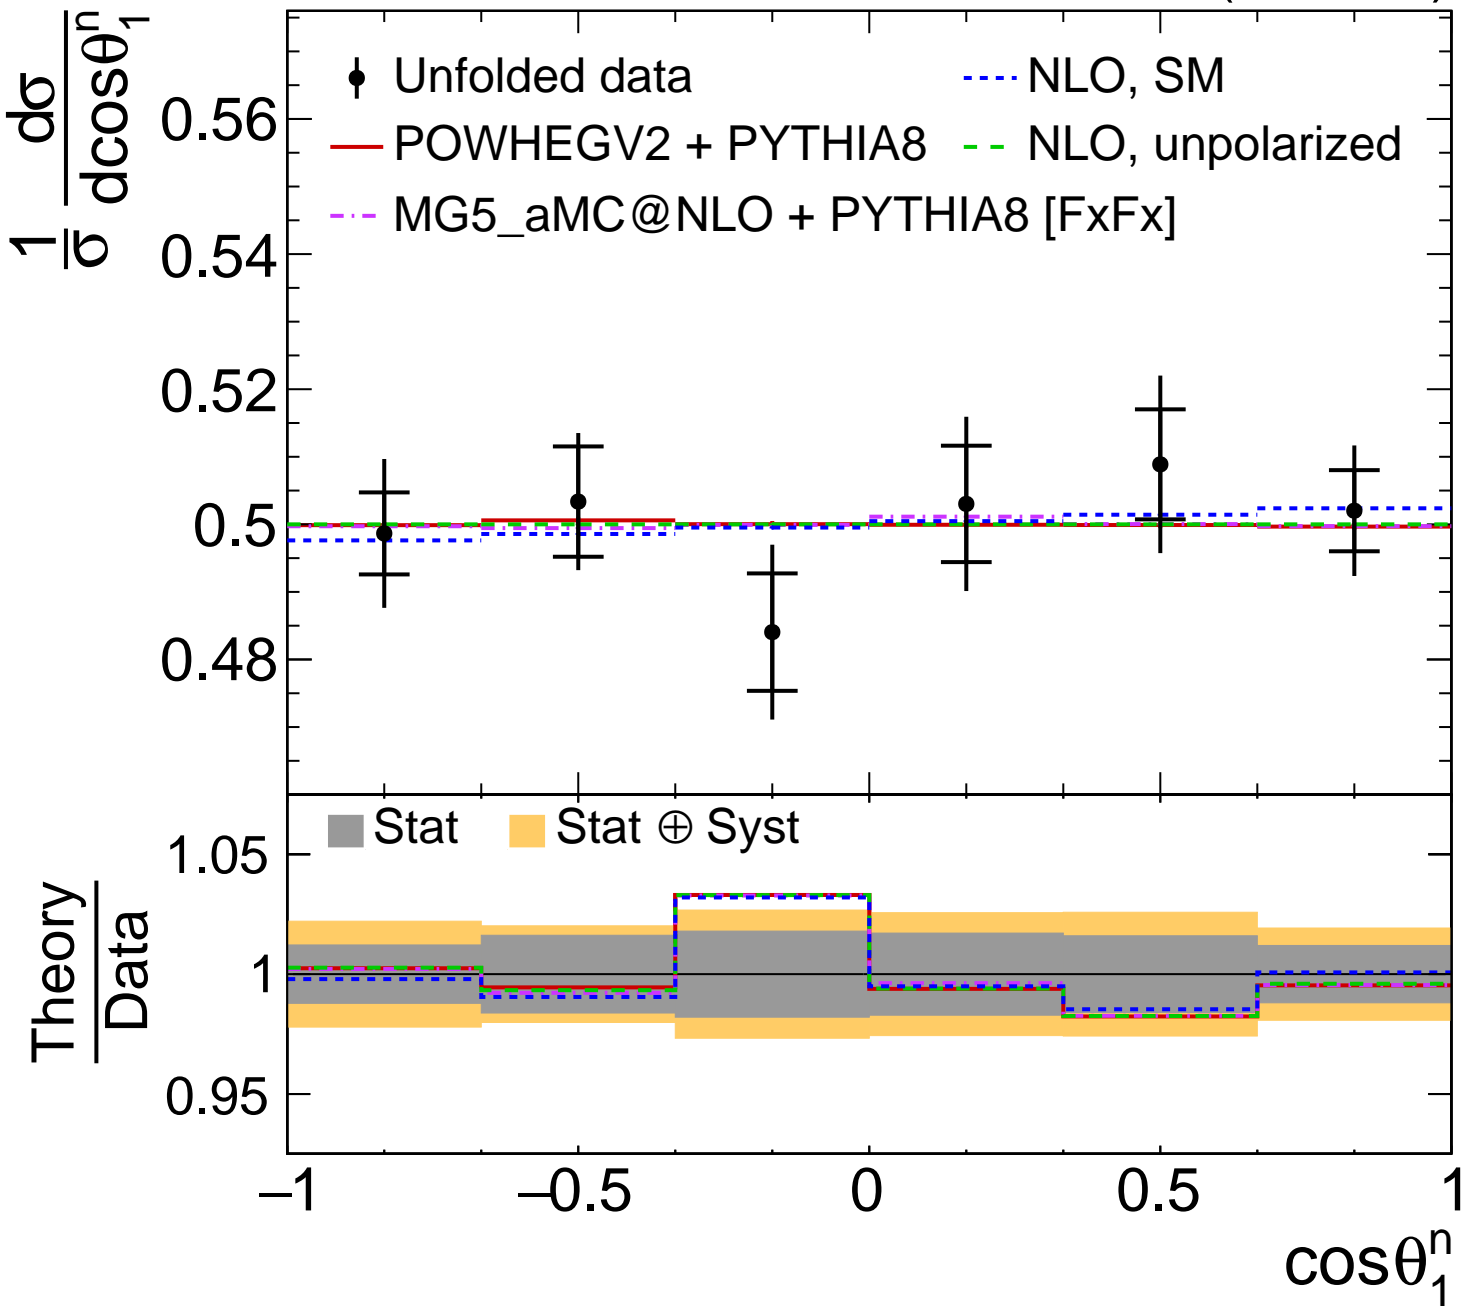 1/σ dσ/dcosθ₁ⁿ
Unfolded data
NLO, SM
POWHEGV2 + PYTHIA8
NLO, unpolarized
MG5_aMC@NLO + PYTHIA8 [FxFx]
0.56
0.54
0.52
0.5
0.48
Stat
Stat ⊕ Syst
Theory
Data
1.05
1
0.95
–1
–0.5
0
0.5
1
cosθ₁ⁿ